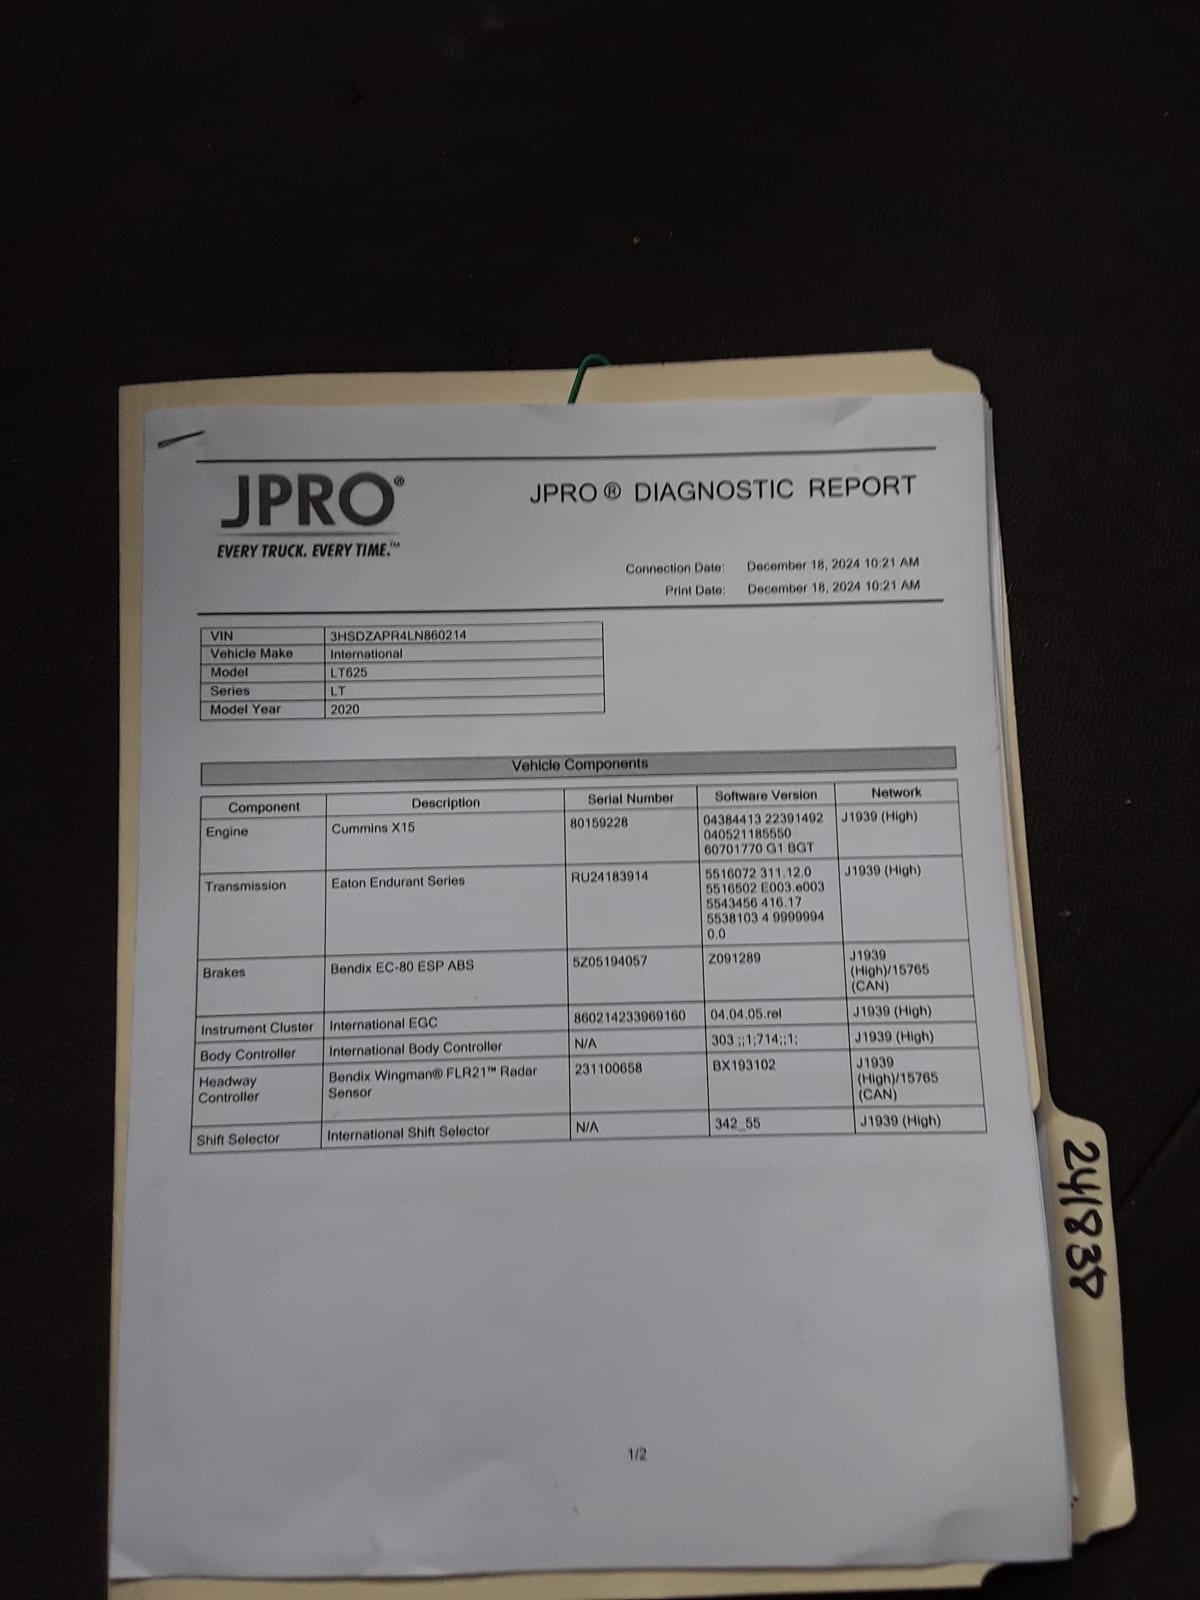 JPRO®
EVERY TRUCK. EVERY TIME.™
JPRO® DIAGNOSTIC REPORT
Connection Date: December 18, 2024 10:21 AM
Print Date: December 18, 2024 10:21 AM
VIN 3HSDZAPR4LN860214
Vehicle Make International
Model LT625
Series LT
Model Year 2020
Vehicle Components
Component Description Serial Number Software Version Network
Engine Cummins X15 80159228 04384413 22391492 J1939 (High)
040521185550
60701770 G1 BGT
Transmission Eaton Endurant Series RU24183914 5516072 311.12.0 J1939 (High)
5516502 E003.e003
5543456 416.17
5538103 4 9999994
0.0
Brakes Bendix EC-80 ESP ABS 5Z05194057 Z091289 J1939
(High)/15765
(CAN)
Instrument Cluster International EGC 860214233969160 04.04.05.rel J1939 (High)
Body Controller International Body Controller N/A 303 ;;1;714;;1; J1939 (High)
Headway Bendix Wingman® FLR21™ Radar 231100658 BX193102 J1939
Controller Sensor (High)/15765
(CAN)
Shift Selector International Shift Selector N/A 342_55 J1939 (High)
1/2